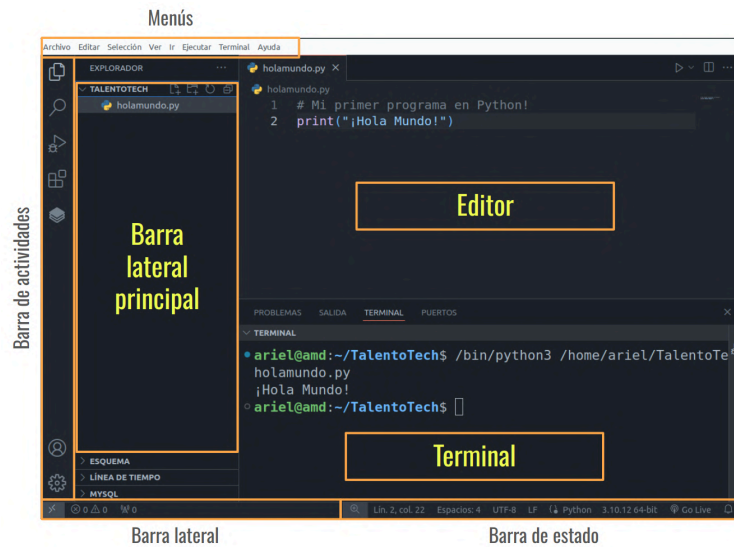 Menús
Archivo Editar Selección Ver Ir Ejecutar Terminal Ayuda
EXPLORADOR ···
holamundo.py ×
TALENTOTECH
holamundo.py
holamundo.py
1 # Mi primer programa en Python!
2 print("¡Hola Mundo!")
Editor
Barra
lateral
principal
Barra de actividades
PROBLEMAS SALIDA TERMINAL PUERTOS ×
TERMINAL
ariel@amd:~/TalentoTech$ /bin/python3 /home/ariel/TalentoTe
holamundo.py
¡Hola Mundo!
ariel@amd:~/TalentoTech$
Terminal
ESQUEMA
LÍNEA DE TIEMPO
MYSQL
0 0 0 Lín. 2, col. 22 Espacios: 4 UTF-8 LF Python 3.10.12 64-bit Go Live
Barra lateral
Barra de estado